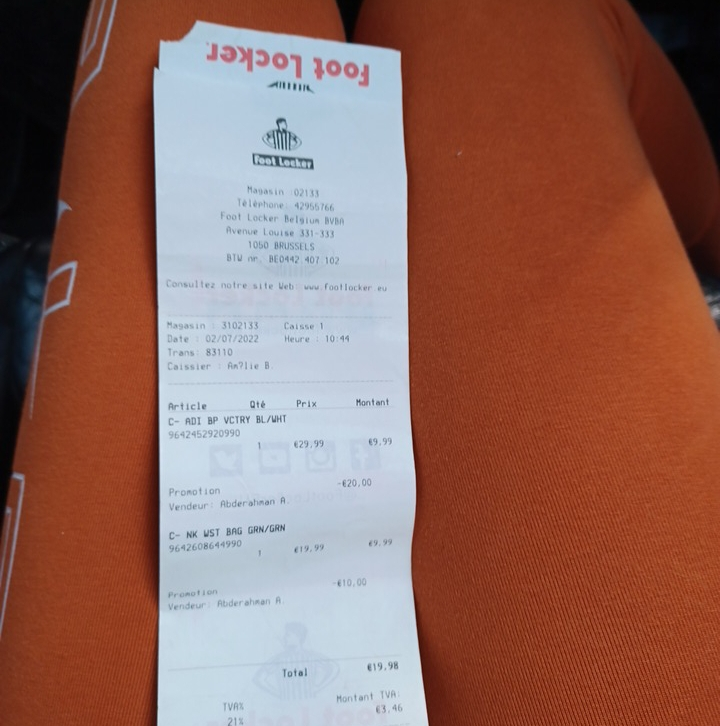 Foot Locker
Foot Locker
Magasin :02133
Téléphone: 42955766
Foot Locker Belgium BVBA
Avenue Louise 331-333
1050 BRUSSELS
BTW nr. BE0442 407 102
Consultez notre site Web: www.footlocker.eu
Magasin : 3102133 Caisse 1
Date : 02/07/2022 Heure : 10:44
Trans: 83110
Caissier : Am?lie B.
Article Qté Prix Montant
C- ADI BP VCTRY BL/WHT
9642452920990
1 €29,99 €9,99
Promotion -€20,00
Vendeur: Abderahman A.
C- NK WST BAG GRN/GRN
9642608644990
1 €19,99 €9,99
Promotion -€10,00
Vendeur: Abderahman A.
Total €19,98
TVA% Montant TVA:
21% €3,46